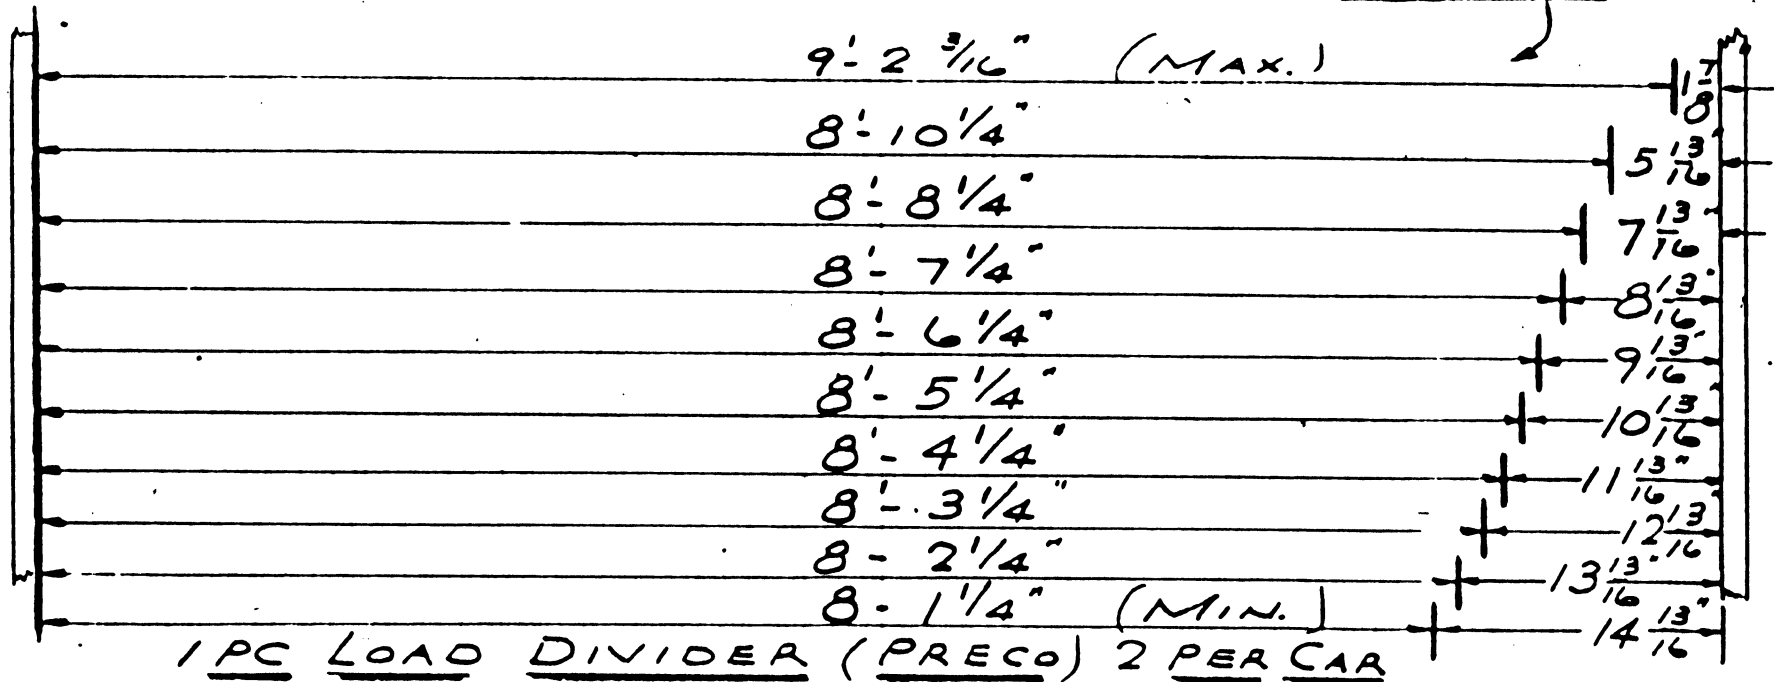 9'- 2 3/16" (MAX.) 1 7/8
8'- 10 1/4" 5 13/16"
8'- 8 1/4" 7 13/16"
8'- 7 1/4" 8 13/16"
8'- 6 1/4" 9 13/16"
8'- 5 1/4" 10 13/16"
8'- 4 1/4" 11 13/16"
8'- 3 1/4" 12 13/16"
8 - 2 1/4" 13 13/16"
8 - 1 1/4" (MIN.) 14 13/16"
1 PC LOAD DIVIDER (PRECO) 2 PER CAR